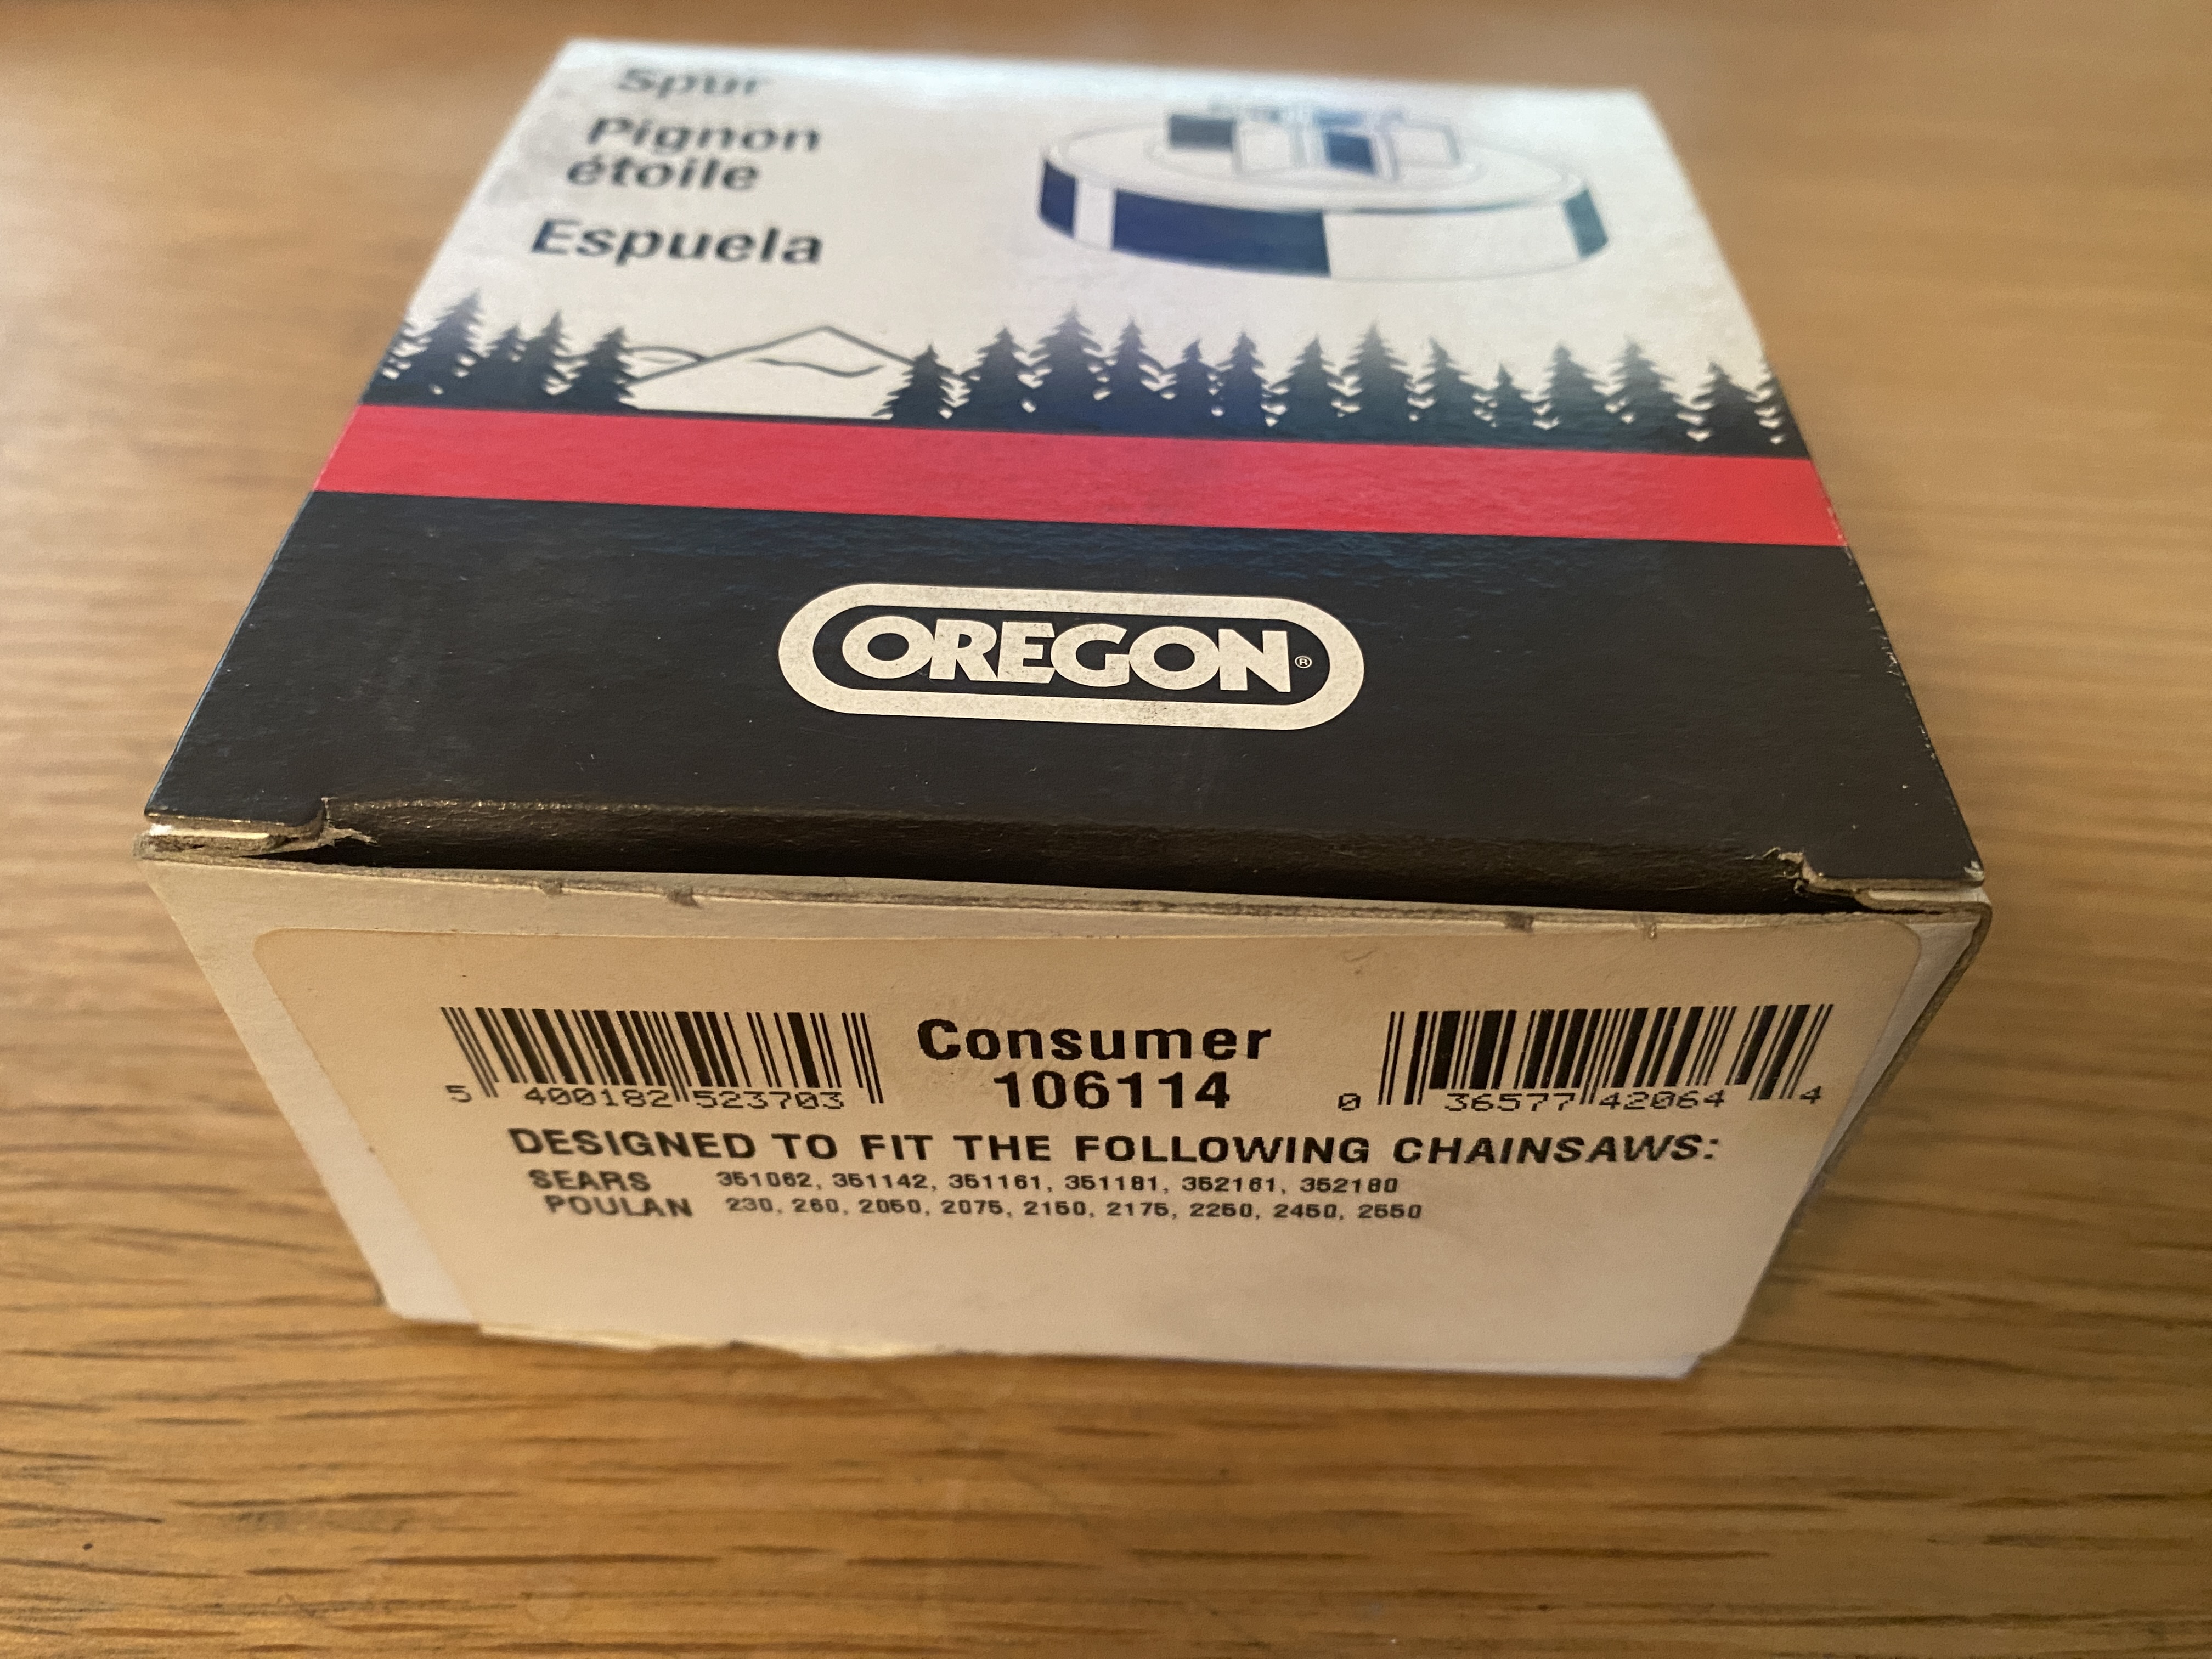 Spur
Pignon
étoile
Espuela
OREGON®
Consumer
106114
5 400182 523703
0 36577 42064 4
DESIGNED TO FIT THE FOLLOWING CHAINSAWS:
SEARS 351062, 351142, 351161, 351181, 352161, 352180
POULAN 230, 260, 2050, 2075, 2150, 2175, 2250, 2450, 2550